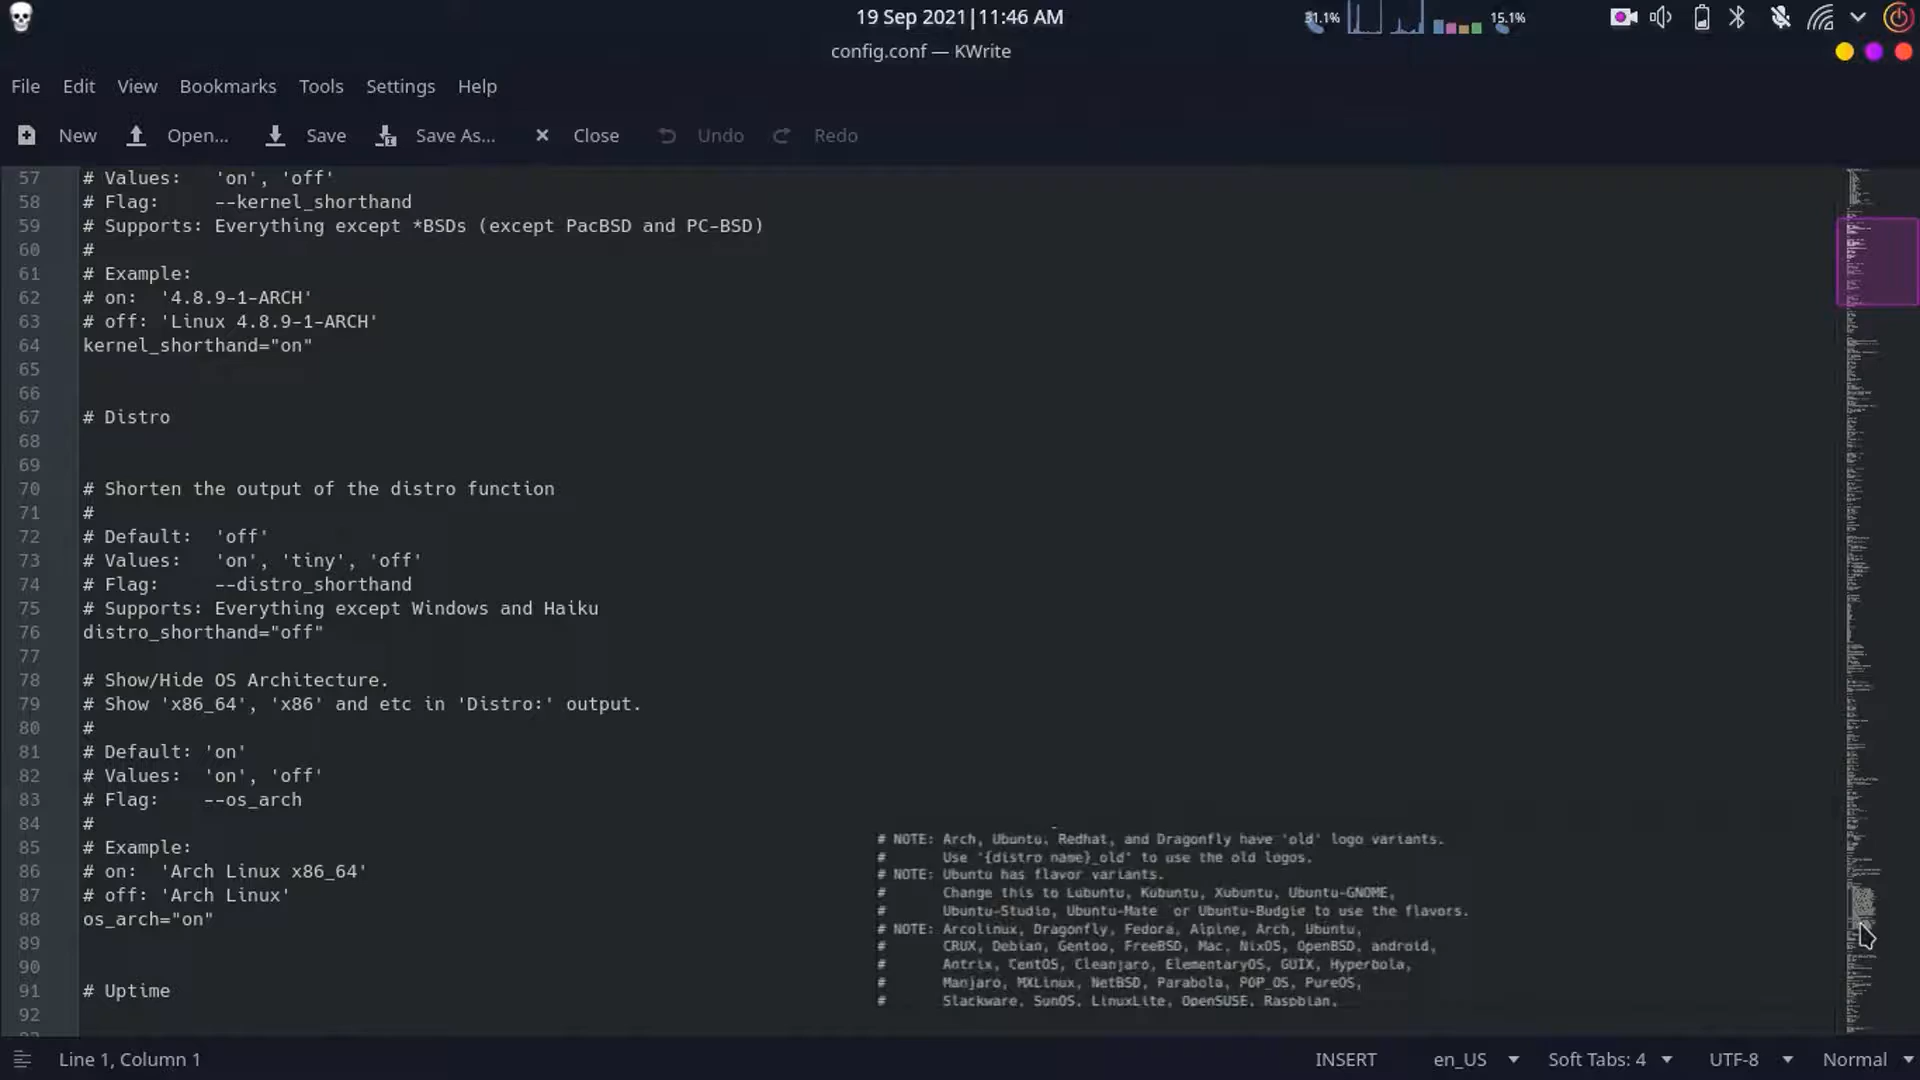 19 Sep 2021|11:46 AM
31.1%
15.1%
config.conf — KWrite
File Edit View Bookmarks Tools Settings Help
New Open... Save Save As... Close Undo Redo
57 # Values:   'on', 'off'
58 # Flag:     --kernel_shorthand
59 # Supports: Everything except *BSDs (except PacBSD and PC-BSD)
60 #
61 # Example:
62 # on:  '4.8.9-1-ARCH'
63 # off: 'Linux 4.8.9-1-ARCH'
64 kernel_shorthand="on"
65
66
67 # Distro
68
69
70 # Shorten the output of the distro function
71 #
72 # Default:  'off'
73 # Values:   'on', 'tiny', 'off'
74 # Flag:     --distro_shorthand
75 # Supports: Everything except Windows and Haiku
76 distro_shorthand="off"
77
78 # Show/Hide OS Architecture.
79 # Show 'x86_64', 'x86' and etc in 'Distro:' output.
80 #
81 # Default: 'on'
82 # Values:  'on', 'off'
83 # Flag:    --os_arch
84 #
85 # Example:
86 # on:  'Arch Linux x86_64'
87 # off: 'Arch Linux'
88 os_arch="on"
89
90
91 # Uptime
92
# NOTE: Arch, Ubuntu, Redhat, and Dragonfly have 'old' logo variants.
#       Use '{distro name}_old' to use the old logos.
# NOTE: Ubuntu has flavor variants.
#       Change this to Lubuntu, Kubuntu, Xubuntu, Ubuntu-GNOME,
#       Ubuntu-Studio, Ubuntu-Mate  or Ubuntu-Budgie to use the flavors.
# NOTE: Arcolinux, Dragonfly, Fedora, Alpine, Arch, Ubuntu,
#       CRUX, Debian, Gentoo, FreeBSD, Mac, NixOS, OpenBSD, android,
#       Antrix, CentOS, Cleanjaro, ElementaryOS, GUIX, Hyperbola,
#       Manjaro, MXLinux, NetBSD, Parabola, POP_OS, PureOS,
#       Slackware, SunOS, LinuxLite, OpenSUSE, Raspbian,
Line 1, Column 1
INSERT en_US Soft Tabs: 4 UTF-8 Normal